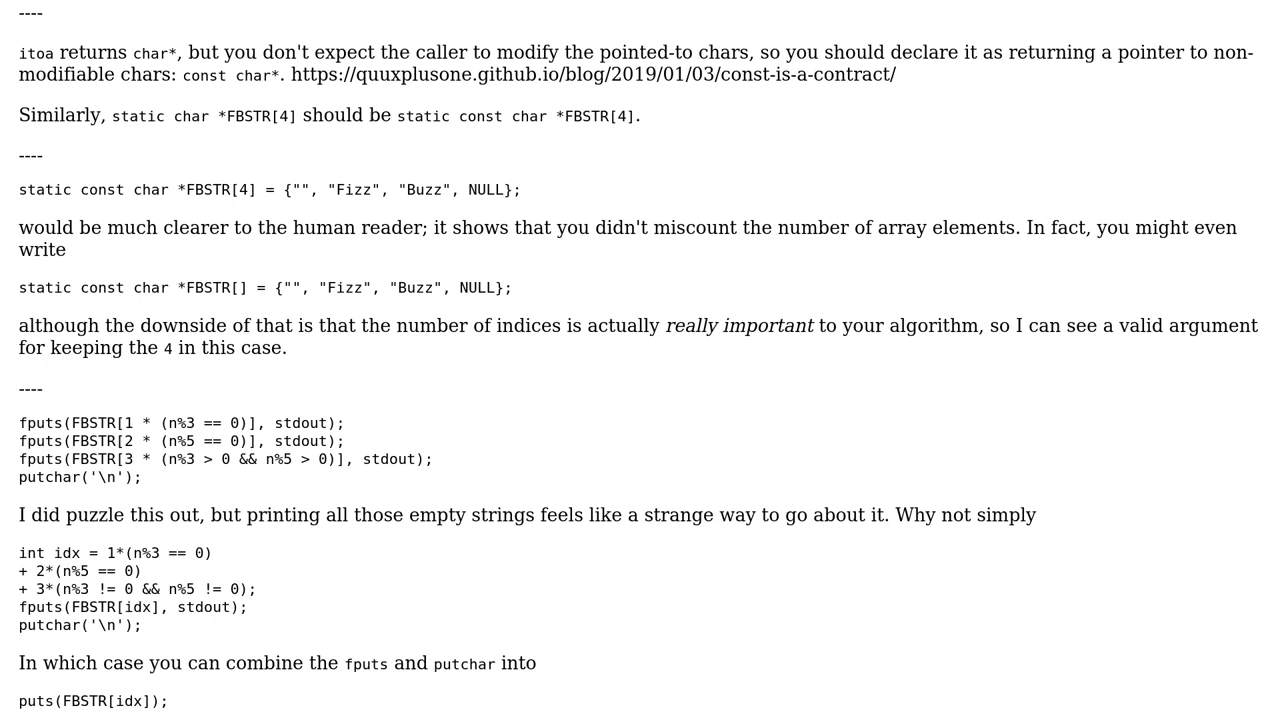 ----
itoa returns char*, but you don't expect the caller to modify the pointed-to chars, so you should declare it as returning a pointer to non-
modifiable chars: const char*. https://quuxplusone.github.io/blog/2019/01/03/const-is-a-contract/
Similarly, static char *FBSTR[4] should be static const char *FBSTR[4].
----
static const char *FBSTR[4] = {"", "Fizz", "Buzz", NULL};
would be much clearer to the human reader; it shows that you didn't miscount the number of array elements. In fact, you might even
write
static const char *FBSTR[] = {"", "Fizz", "Buzz", NULL};
although the downside of that is that the number of indices is actually really important to your algorithm, so I can see a valid argument
for keeping the 4 in this case.
----
fputs(FBSTR[1 * (n%3 == 0)], stdout);
fputs(FBSTR[2 * (n%5 == 0)], stdout);
fputs(FBSTR[3 * (n%3 > 0 && n%5 > 0)], stdout);
putchar('\n');
I did puzzle this out, but printing all those empty strings feels like a strange way to go about it. Why not simply
int idx = 1*(n%3 == 0)
+ 2*(n%5 == 0)
+ 3*(n%3 != 0 && n%5 != 0);
fputs(FBSTR[idx], stdout);
putchar('\n');
In which case you can combine the fputs and putchar into
puts(FBSTR[idx]);